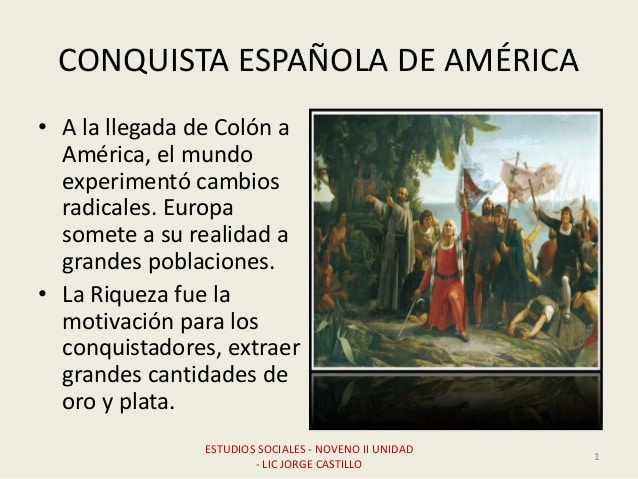 CONQUISTA ESPAÑOLA DE AMÉRICA
• A la llegada de Colón a
América, el mundo
experimentó cambios
radicales. Europa
somete a su realidad a
grandes poblaciones.
• La Riqueza fue la
motivación para los
conquistadores, extraer
grandes cantidades de
oro y plata.
ESTUDIOS SOCIALES - NOVENO II UNIDAD
- LIC JORGE CASTILLO
1